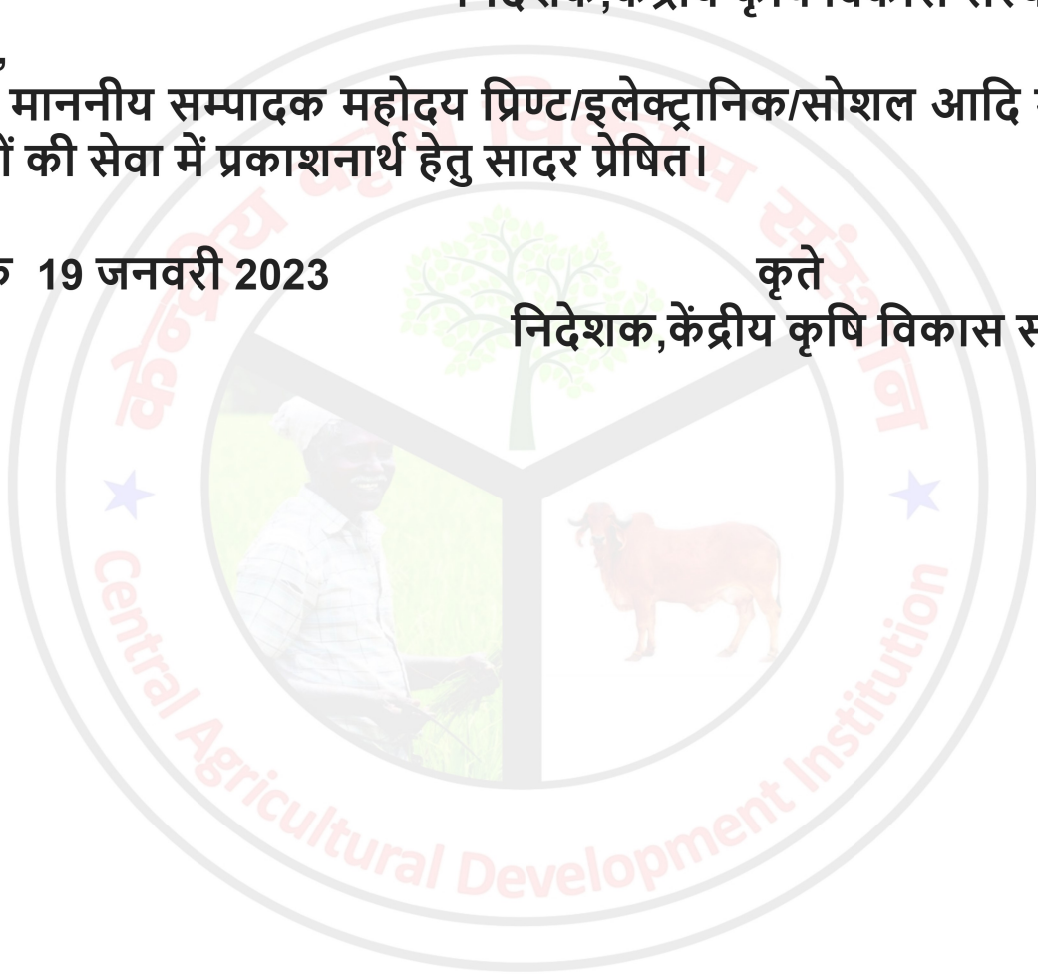 माननीय सम्पादक महोदय प्रिण्ट/इलेक्ट्रानिक/सोशल आदि
की सेवा में प्रकाशनार्थ हेतु सादर प्रेषित।
19 जनवरी 2023 कृते
निदेशक,केंद्रीय कृषि विकास
केन्द्रीय कृषि विकास संस्थान
Central Agricultural Development Institution